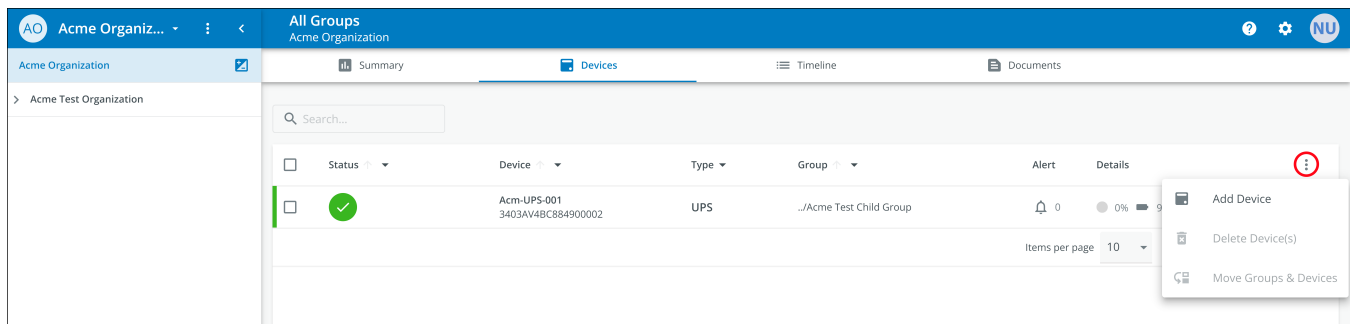 AO Acme Organiz...
All Groups
Acme Organization
NU
Acme Organization
Summary Devices Timeline Documents
Acme Test Organization
Search...
Status Device Type Group Alert Details
Acm-UPS-001
3403AV4BC884900002
UPS ../Acme Test Child Group 0 0% 9
Items per page 10
Add Device
Delete Device(s)
Move Groups & Devices